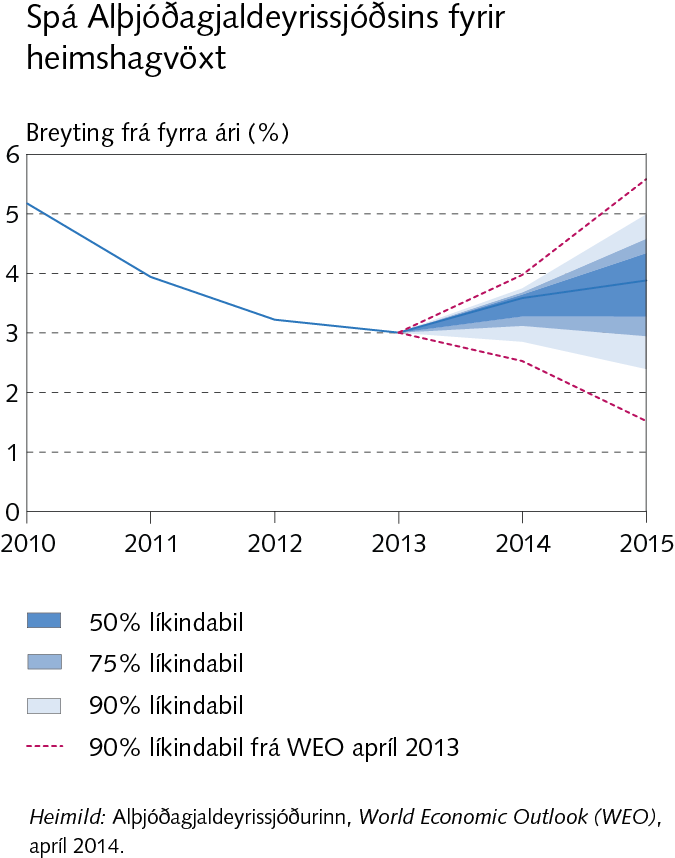 Spá Alþjóðagjaldeyrissjóðsins fyrir
heimshagvöxt
Breyting frá fyrra ári (%)
6
5
4
3
2
1
0
2010 2011 2012 2013 2014 2015
50% líkindabil
75% líkindabil
90% líkindabil
90% líkindabil frá WEO apríl 2013
Heimild: Alþjóðagjaldeyrissjóðurinn, World Economic Outlook (WEO),
apríl 2014.